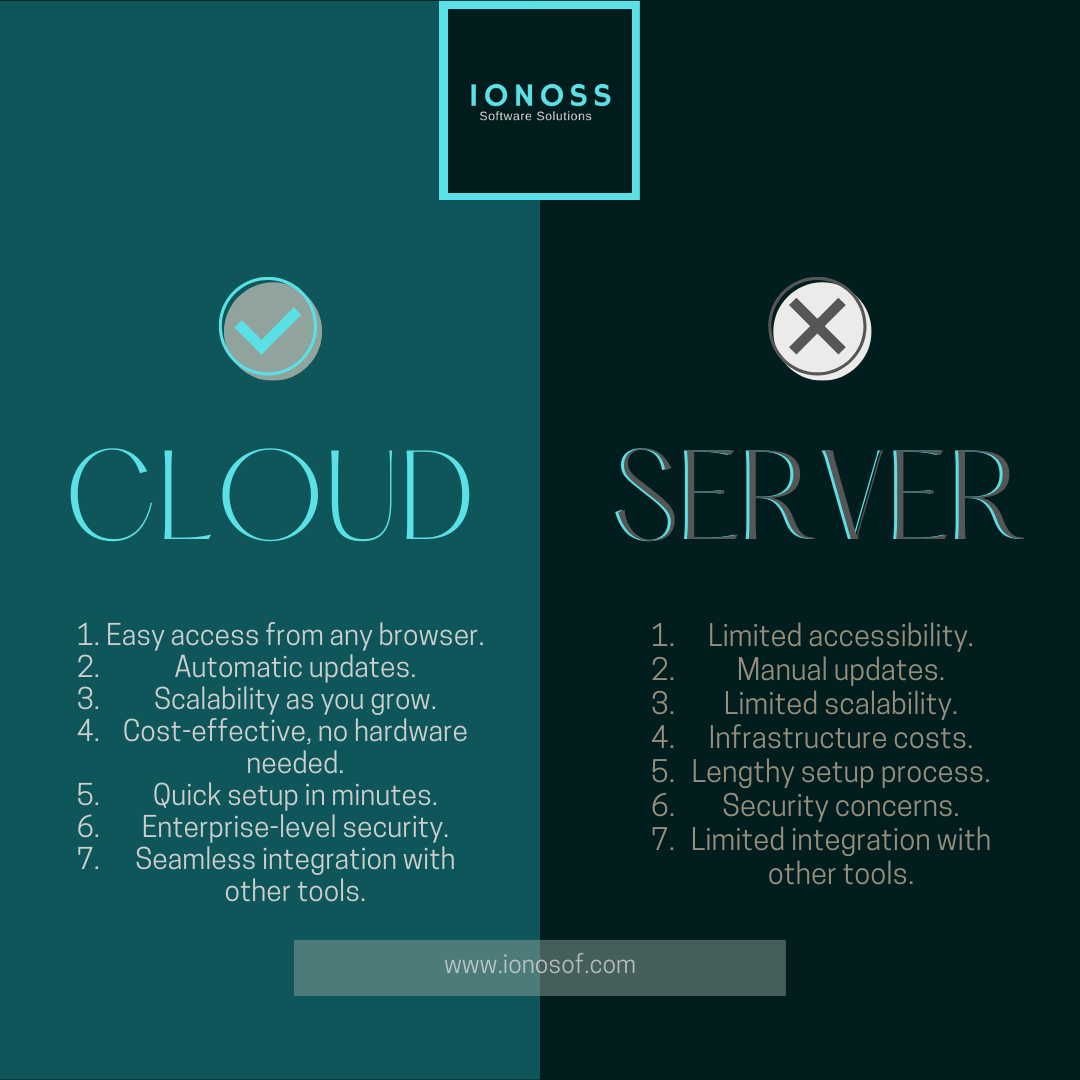 IONOSS
Software Solutions
CLOUD
1. Easy access from any browser.
2. Automatic updates.
3. Scalability as you grow.
4. Cost-effective, no hardware
needed.
5. Quick setup in minutes.
6. Enterprise-level security.
7. Seamless integration with
other tools.
SERVER
1. Limited accessibility.
2. Manual updates.
3. Limited scalability.
4. Infrastructure costs.
5. Lengthy setup process.
6. Security concerns.
7. Limited integration with
other tools.
www.ionosof.com